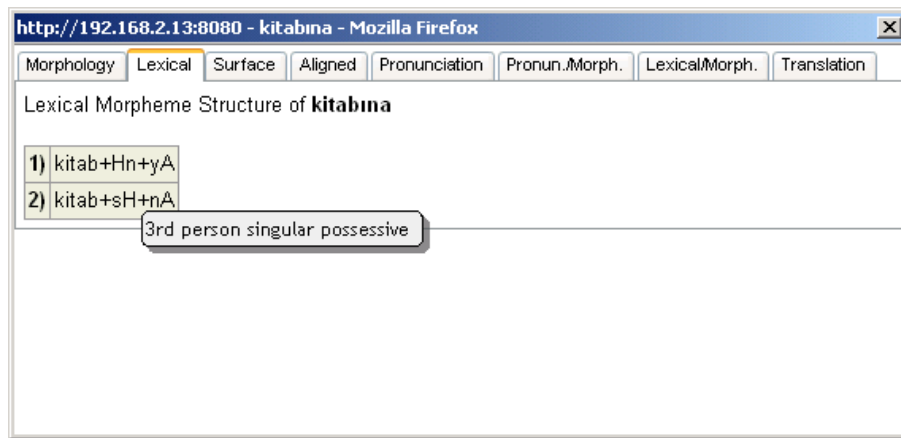 http://192.168.2.13:8080 - kitabına - Mozilla Firefox
Morphology Lexical Surface Aligned Pronunciation Pronun./Morph. Lexical/Morph. Translation
Lexical Morpheme Structure of kitabına
1) kitab+Hn+yA
2) kitab+sH+nA
3rd person singular possessive